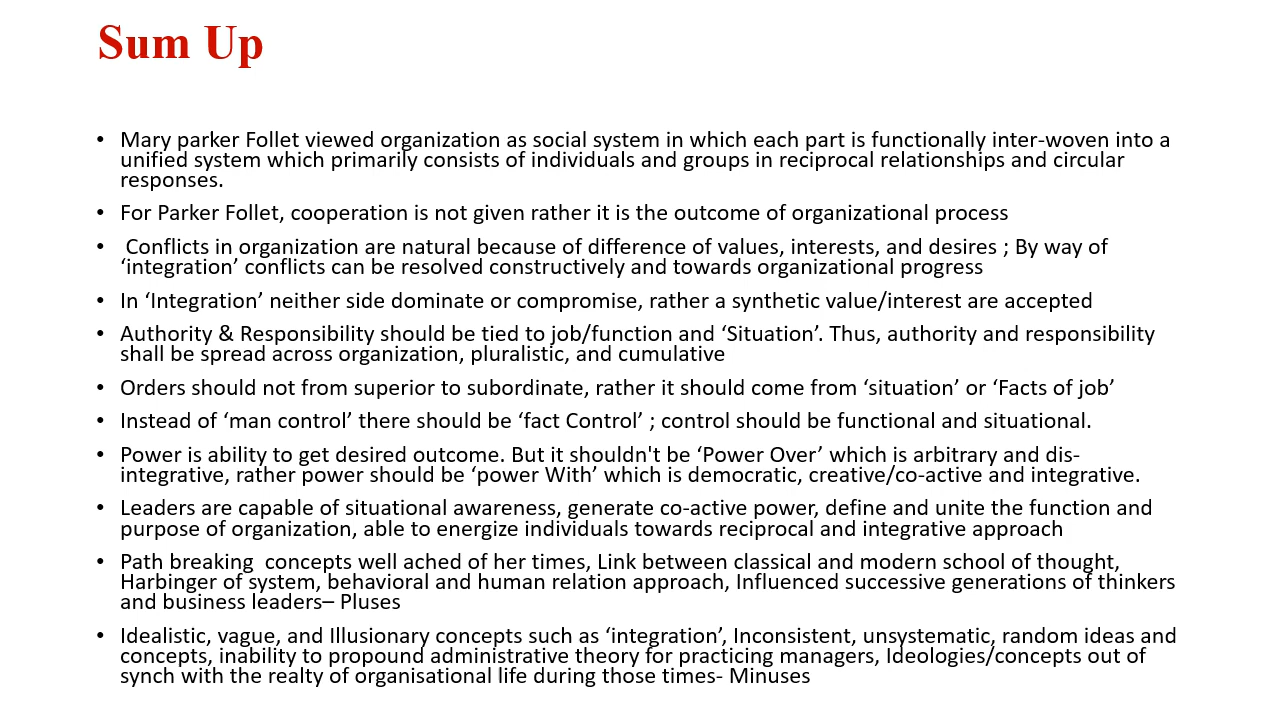 Sum Up
• Mary parker Follet viewed organization as social system in which each part is functionally inter-woven into a
unified system which primarily consists of individuals and groups in reciprocal relationships and circular
responses.
• For Parker Follet, cooperation is not given rather it is the outcome of organizational process
• Conflicts in organization are natural because of difference of values, interests, and desires ; By way of
‘integration’ conflicts can be resolved constructively and towards organizational progress
• In ‘Integration’ neither side dominate or compromise, rather a synthetic value/interest are accepted
• Authority & Responsibility should be tied to job/function and ‘Situation’. Thus, authority and responsibility
shall be spread across organization, pluralistic, and cumulative
• Orders should not from superior to subordinate, rather it should come from ‘situation’ or ‘Facts of job’
• Instead of ‘man control’ there should be ‘fact Control’ ; control should be functional and situational.
• Power is ability to get desired outcome. But it shouldn't be ‘Power Over’ which is arbitrary and dis-
integrative, rather power should be ‘power With’ which is democratic, creative/co-active and integrative.
• Leaders are capable of situational awareness, generate co-active power, define and unite the function and
purpose of organization, able to energize individuals towards reciprocal and integrative approach
• Path breaking  concepts well ached of her times, Link between classical and modern school of thought,
Harbinger of system, behavioral and human relation approach, Influenced successive generations of thinkers
and business leaders– Pluses
• Idealistic, vague, and Illusionary concepts such as ‘integration’, Inconsistent, unsystematic, random ideas and
concepts, inability to propound administrative theory for practicing managers, Ideologies/concepts out of
synch with the realty of organisational life during those times- Minuses